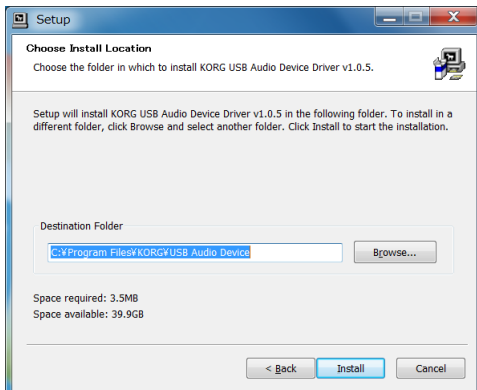 Setup
Choose Install Location
Choose the folder in which to install KORG USB Audio Device Driver v1.0.5.
Setup will install KORG USB Audio Device Driver v1.0.5 in the following folder. To install in a
different folder, click Browse and select another folder. Click Install to start the installation.
Destination Folder
C:¥Program Files¥KORG¥USB Audio Device
Browse...
Space required: 3.5MB
Space available: 39.9GB
< Back
Install
Cancel